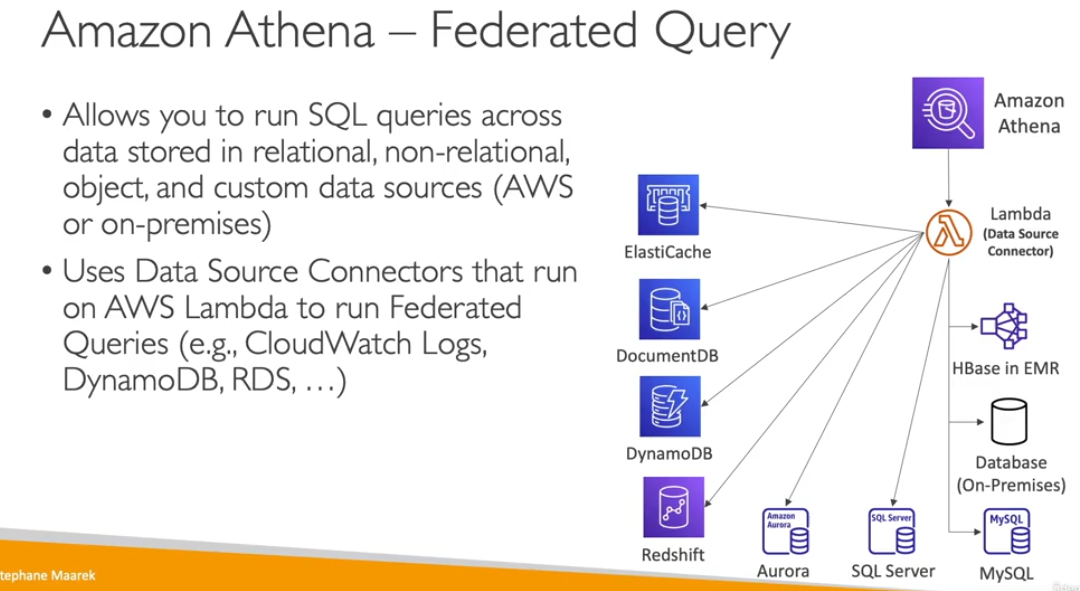 Amazon Athena – Federated Query
• Allows you to run SQL queries across
data stored in relational, non-relational,
object, and custom data sources (AWS
or on-premises)
• Uses Data Source Connectors that run
on AWS Lambda to run Federated
Queries (e.g., CloudWatch Logs,
DynamoDB, RDS, …)
Amazon
Athena
Lambda
(Data Source
Connector)
ElastiCache
DocumentDB
DynamoDB
Redshift
Amazon
Aurora
Aurora
SQL Server
SQL Server
HBase in EMR
Database
(On-Premises)
MySQL
MySQL
tephane Maarek